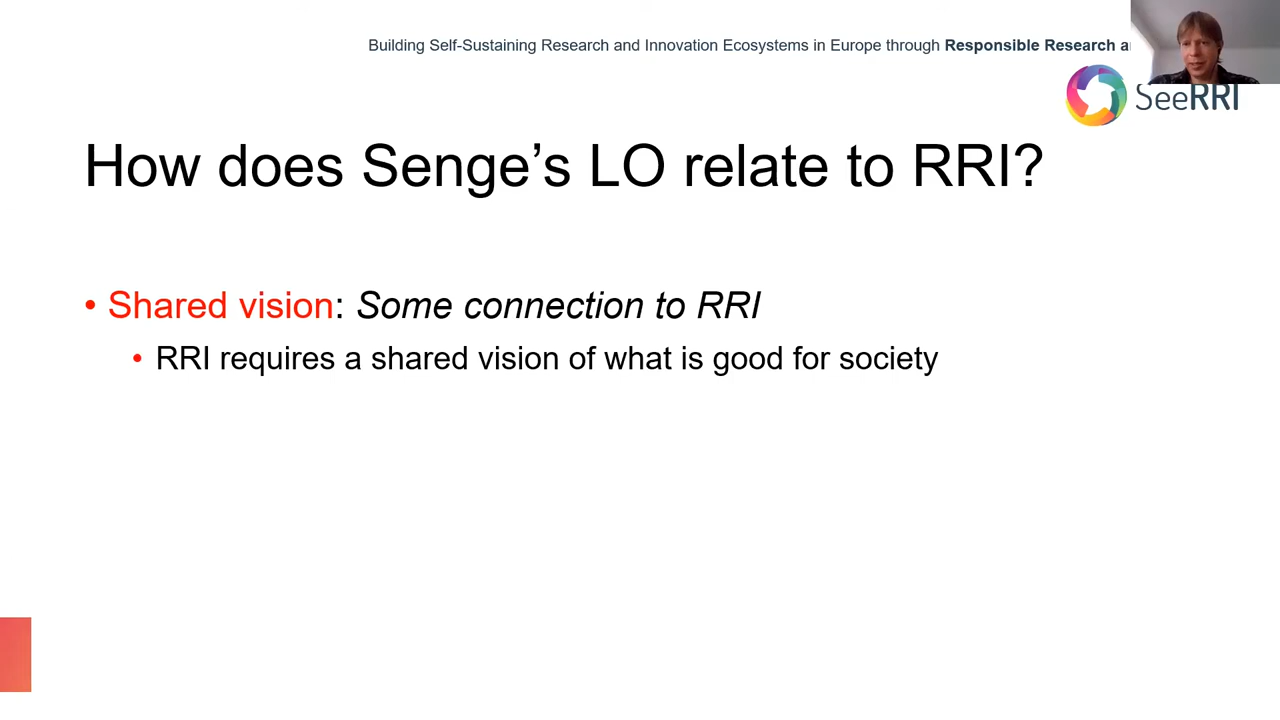 Building Self-Sustaining Research and Innovation Ecosystems in Europe through Responsible Research
SeeRRI
How does Senge’s LO relate to RRI?
• Shared vision: Some connection to RRI
• RRI requires a shared vision of what is good for society